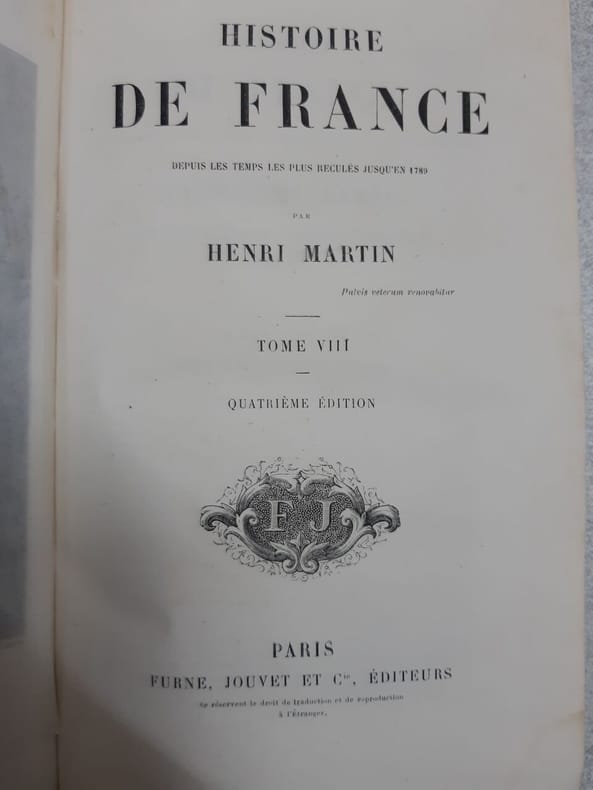 HISTOIRE
DE FRANCE
DEPUIS LES TEMPS LES PLUS RECULÉS JUSQU'EN 1789
PAR
HENRI MARTIN
Pulvis veterum renovabitur
TOME VIII
QUATRIÈME ÉDITION
F J
PARIS
FURNE, JOUVET ET Cie, ÉDITEURS
Se réservent le droit de traduction et de reproduction
à l'Étranger.